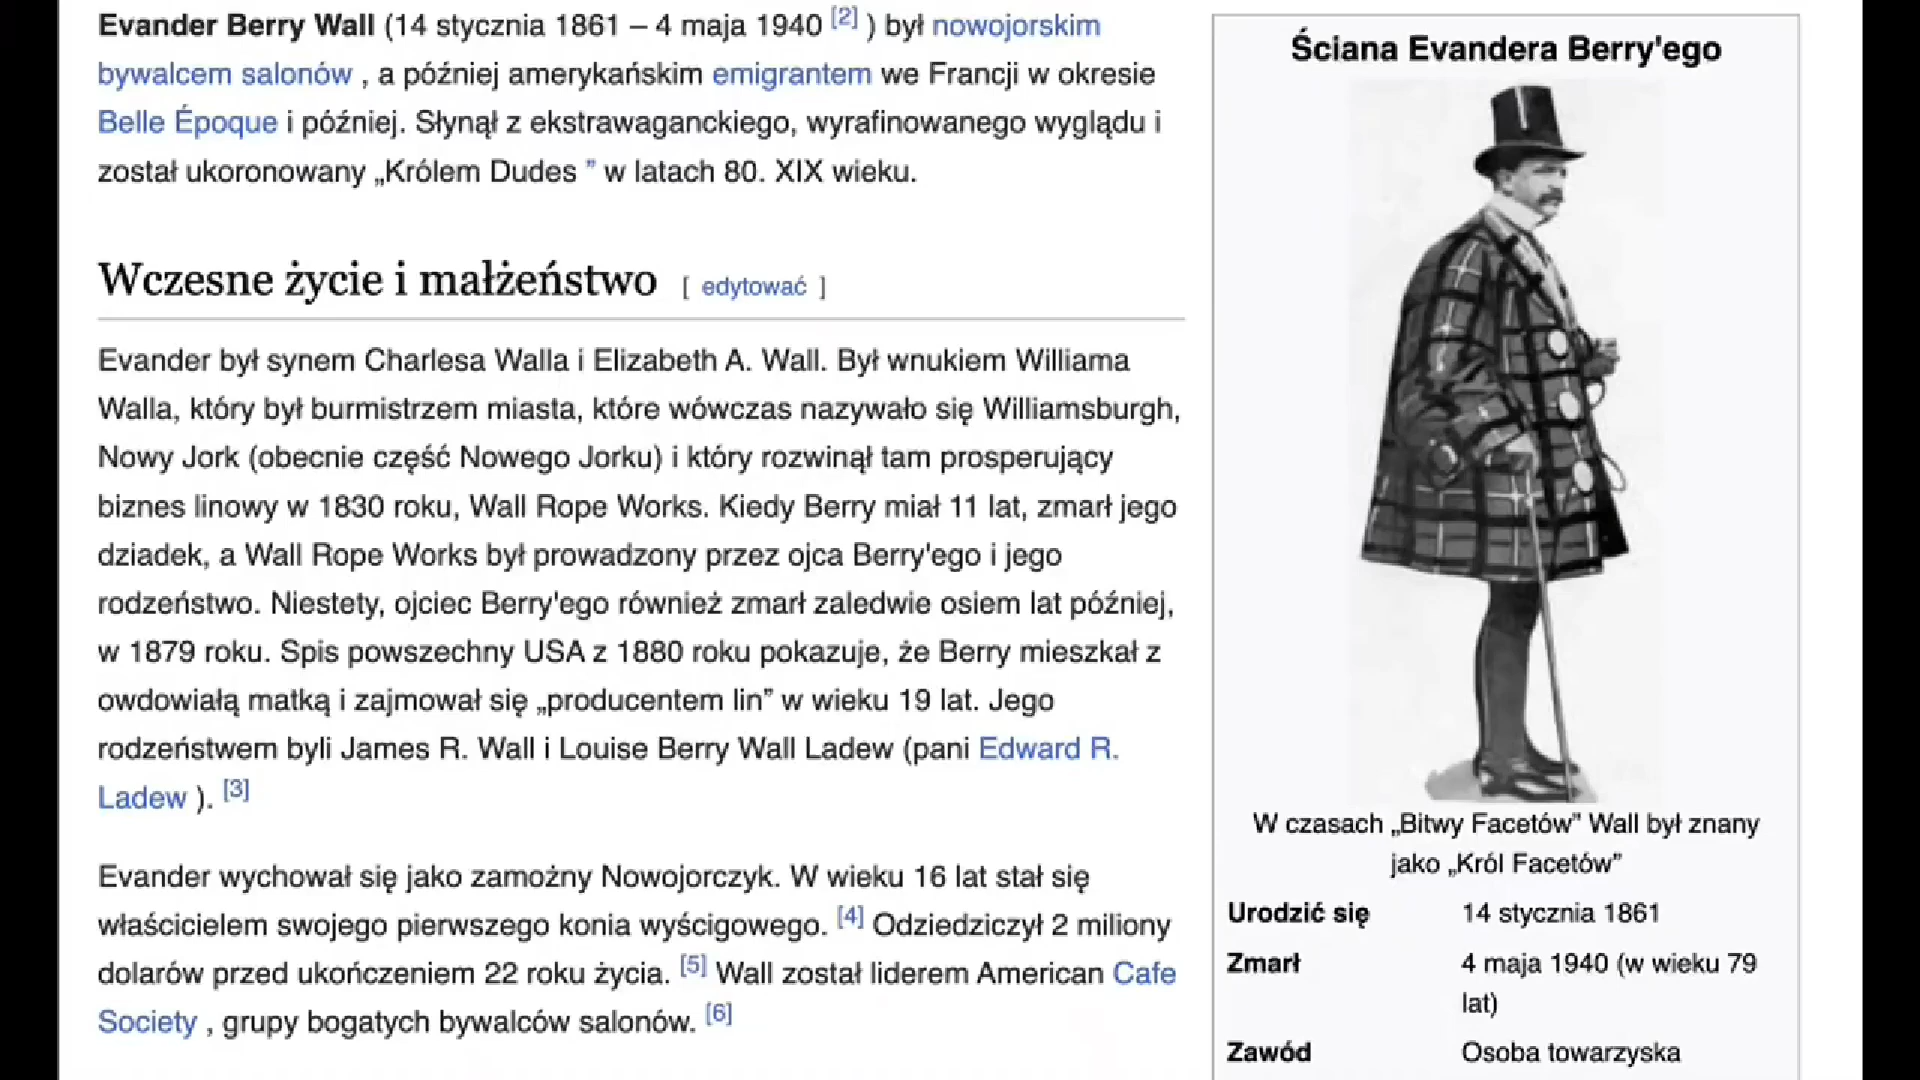 Evander Berry Wall (14 stycznia 1861 – 4 maja 1940 [2] ) był nowojorskim
bywalcem salonów , a później amerykańskim emigrantem we Francji w okresie
Belle Époque i później. Słynął z ekstrawaganckiego, wyrafinowanego wyglądu i
został ukoronowany „Królem Dudes ” w latach 80. XIX wieku.
Wczesne życie i małżeństwo [ edytować ]
Evander był synem Charlesa Walla i Elizabeth A. Wall. Był wnukiem Williama
Walla, który był burmistrzem miasta, które wówczas nazywało się Williamsburgh,
Nowy Jork (obecnie część Nowego Jorku) i który rozwinął tam prosperujący
biznes linowy w 1830 roku, Wall Rope Works. Kiedy Berry miał 11 lat, zmarł jego
dziadek, a Wall Rope Works był prowadzony przez ojca Berry'ego i jego
rodzeństwo. Niestety, ojciec Berry'ego również zmarł zaledwie osiem lat później,
w 1879 roku. Spis powszechny USA z 1880 roku pokazuje, że Berry mieszkał z
owdowiałą matką i zajmował się „producentem lin” w wieku 19 lat. Jego
rodzeństwem byli James R. Wall i Louise Berry Wall Ladew (pani Edward R.
Ladew ). [3]
Evander wychował się jako zamożny Nowojorczyk. W wieku 16 lat stał się
właścicielem swojego pierwszego konia wyścigowego. [4] Odziedziczył 2 miliony
dolarów przed ukończeniem 22 roku życia. [5] Wall został liderem American Cafe
Society , grupy bogatych bywalców salonów. [6]
Ściana Evandera Berry'ego
W czasach „Bitwy Facetów” Wall był znany
jako „Król Facetów”
Urodzić się 14 stycznia 1861
Zmarł 4 maja 1940 (w wieku 79
lat)
Zawód Osoba towarzyska